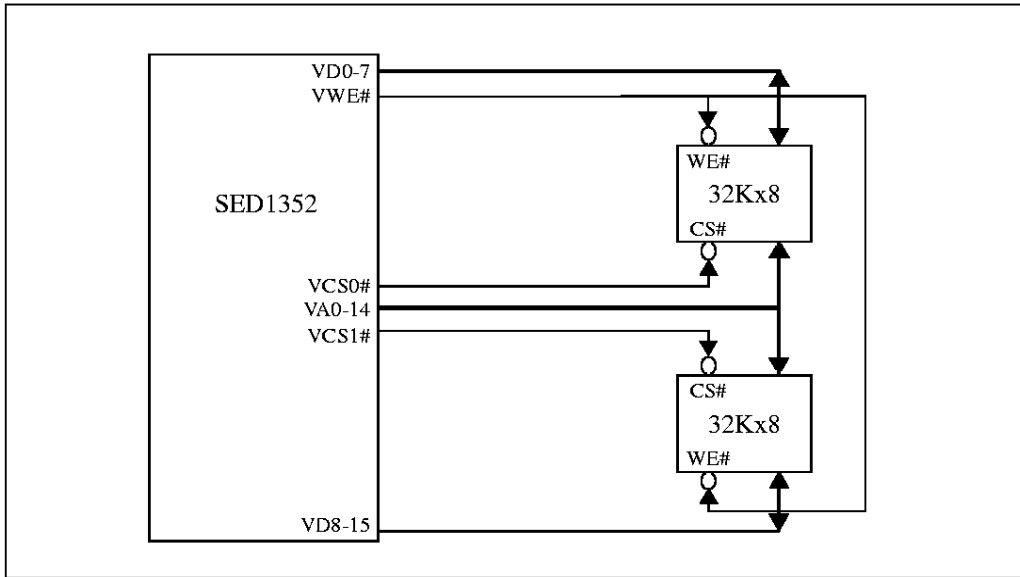 VD0-7
VWE#
WE#
SED1352
32Kx8
CS#
VCS0#
VA0-14
VCS1#
CS#
32Kx8
WE#
VD8-15